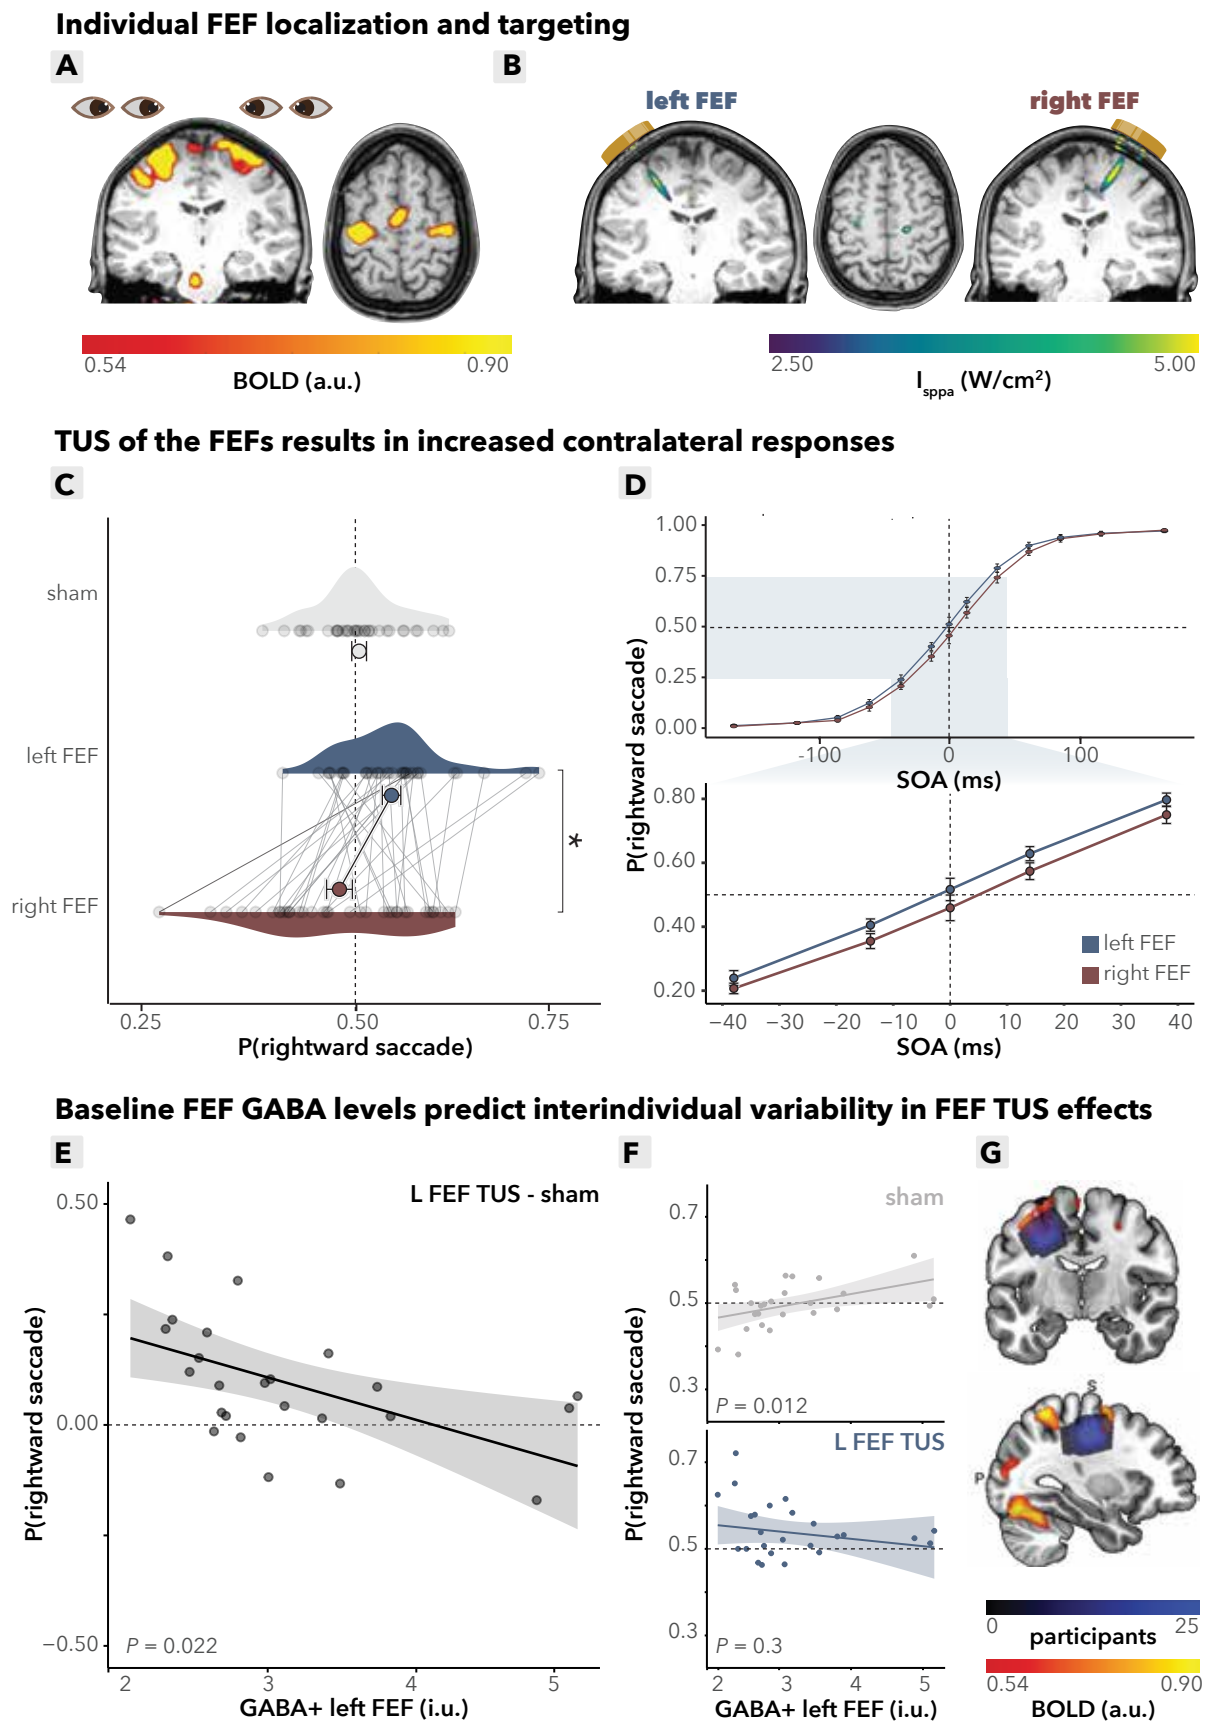 Individual FEF localization and targeting
A
B
left FEF
right FEF
0.54
0.90
BOLD (a.u.)
2.50
5.00
Isppa (W/cm²)
TUS of the FEFs results in increased contralateral responses
C
sham
left FEF
right FEF
*
0.25
0.50
0.75
P(rightward saccade)
D
1.00
0.75
0.50
0.25
0.00
P(rightward saccade)
-100
0
100
SOA (ms)
0.80
0.60
0.40
0.20
left FEF
right FEF
−40
−30
−20
−10
0
10
20
30
40
SOA (ms)
Baseline FEF GABA levels predict interindividual variability in FEF TUS effects
E
L FEF TUS - sham
0.50
0.00
−0.50
P(rightward saccade)
P = 0.022
2
3
4
5
GABA+ left FEF (i.u.)
F
sham
0.7
0.5
0.3
P = 0.012
L FEF TUS
0.7
0.5
0.3
P(rightward saccade)
P = 0.3
2
3
4
5
GABA+ left FEF (i.u.)
G
S
P
0
25
participants
0.54
0.90
BOLD (a.u.)